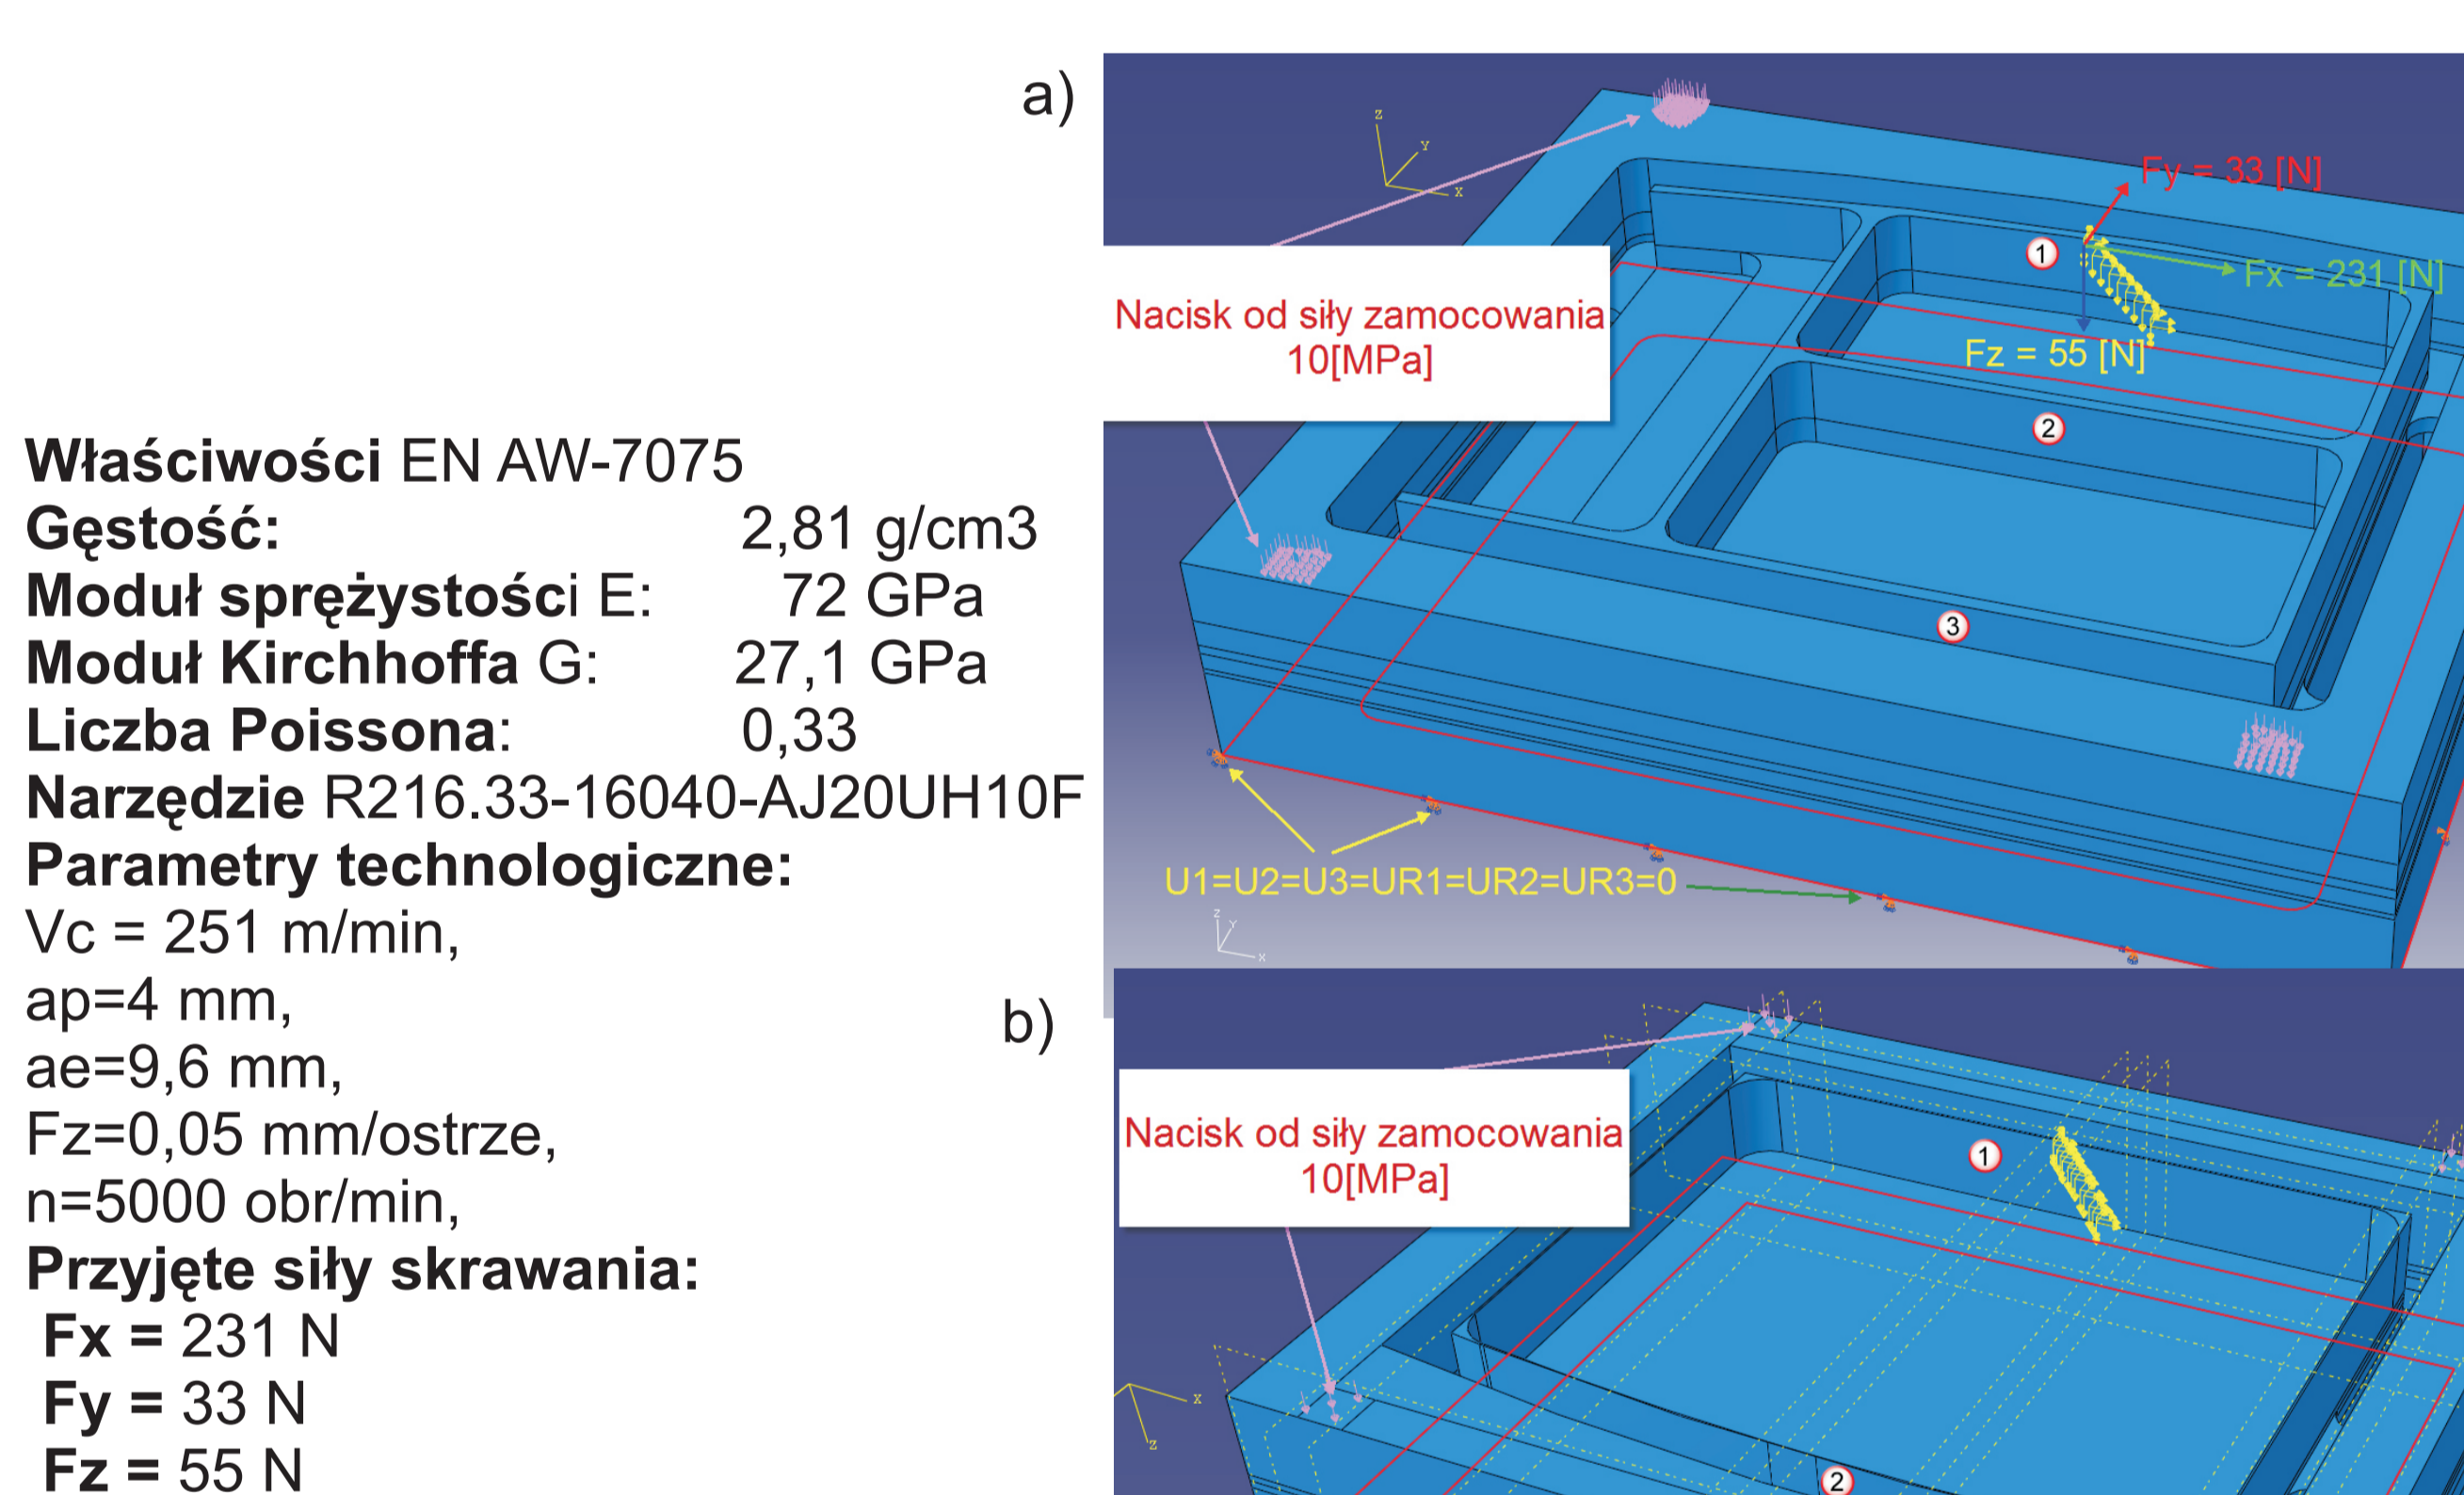 Właściwości EN AW-7075
Gęstość: 2,81 g/cm3
Moduł sprężystości E: 72 GPa
Moduł Kirchhoffa G: 27,1 GPa
Liczba Poissona: 0,33
Narzędzie R216.33-16040-AJ20UH10F
Parametry technologiczne:
Vc = 251 m/min,
ap=4 mm,
ae=9,6 mm,
Fz=0,05 mm/ostrze,
n=5000 obr/min,
Przyjęte siły skrawania:
Fx = 231 N
Fy = 33 N
Fz = 55 N
a)
Z
Y
X
Fy = 33 [N]
1
Fx = 231 [N]
Nacisk od siły zamocowania
10[MPa]
Fz = 55 [N]
2
3
U1=U2=U3=UR1=UR2=UR3=0
Z
Y
X
b)
Nacisk od siły zamocowania
10[MPa]
1
X
Z
2